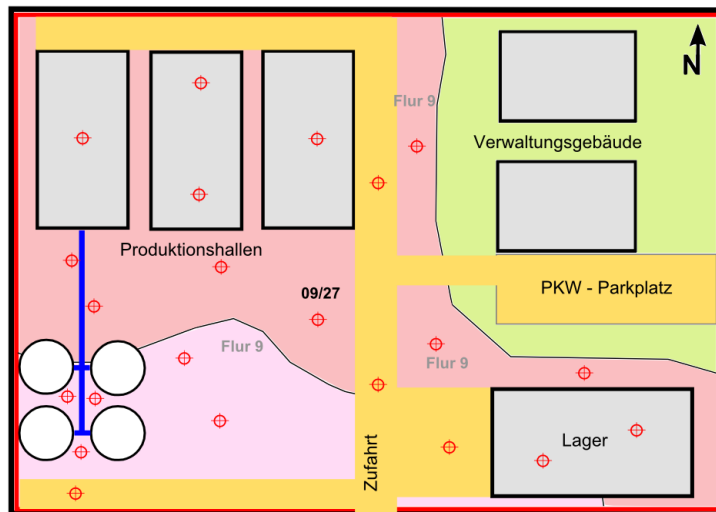 N
Flur 9
Verwaltungsgebäude
Produktionshallen
09/27
PKW - Parkplatz
Flur 9
Flur 9
Lager
Zufahrt